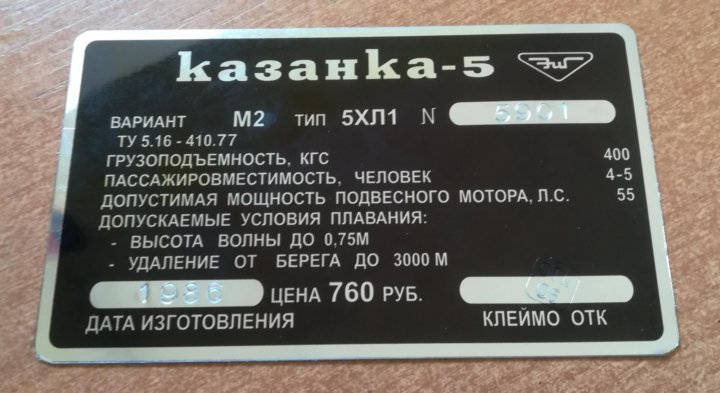 казанка-5
ВАРИАНТ М2 ТИП 5ХЛ1 N 5901
ТУ 5.16 - 410.77
ГРУЗОПОДЪЕМНОСТЬ, КГС 400
ПАССАЖИРОВМЕСТИМОСТЬ, ЧЕЛОВЕК 4-5
ДОПУСТИМАЯ МОЩНОСТЬ ПОДВЕСНОГО МОТОРА, Л.С. 55
ДОПУСКАЕМЫЕ УСЛОВИЯ ПЛАВАНИЯ:
- ВЫСОТА ВОЛНЫ ДО 0,75М
- УДАЛЕНИЕ ОТ БЕРЕГА ДО 3000 М
1986 ЦЕНА 760 РУБ.
ДАТА ИЗГОТОВЛЕНИЯ КЛЕЙМО ОТК